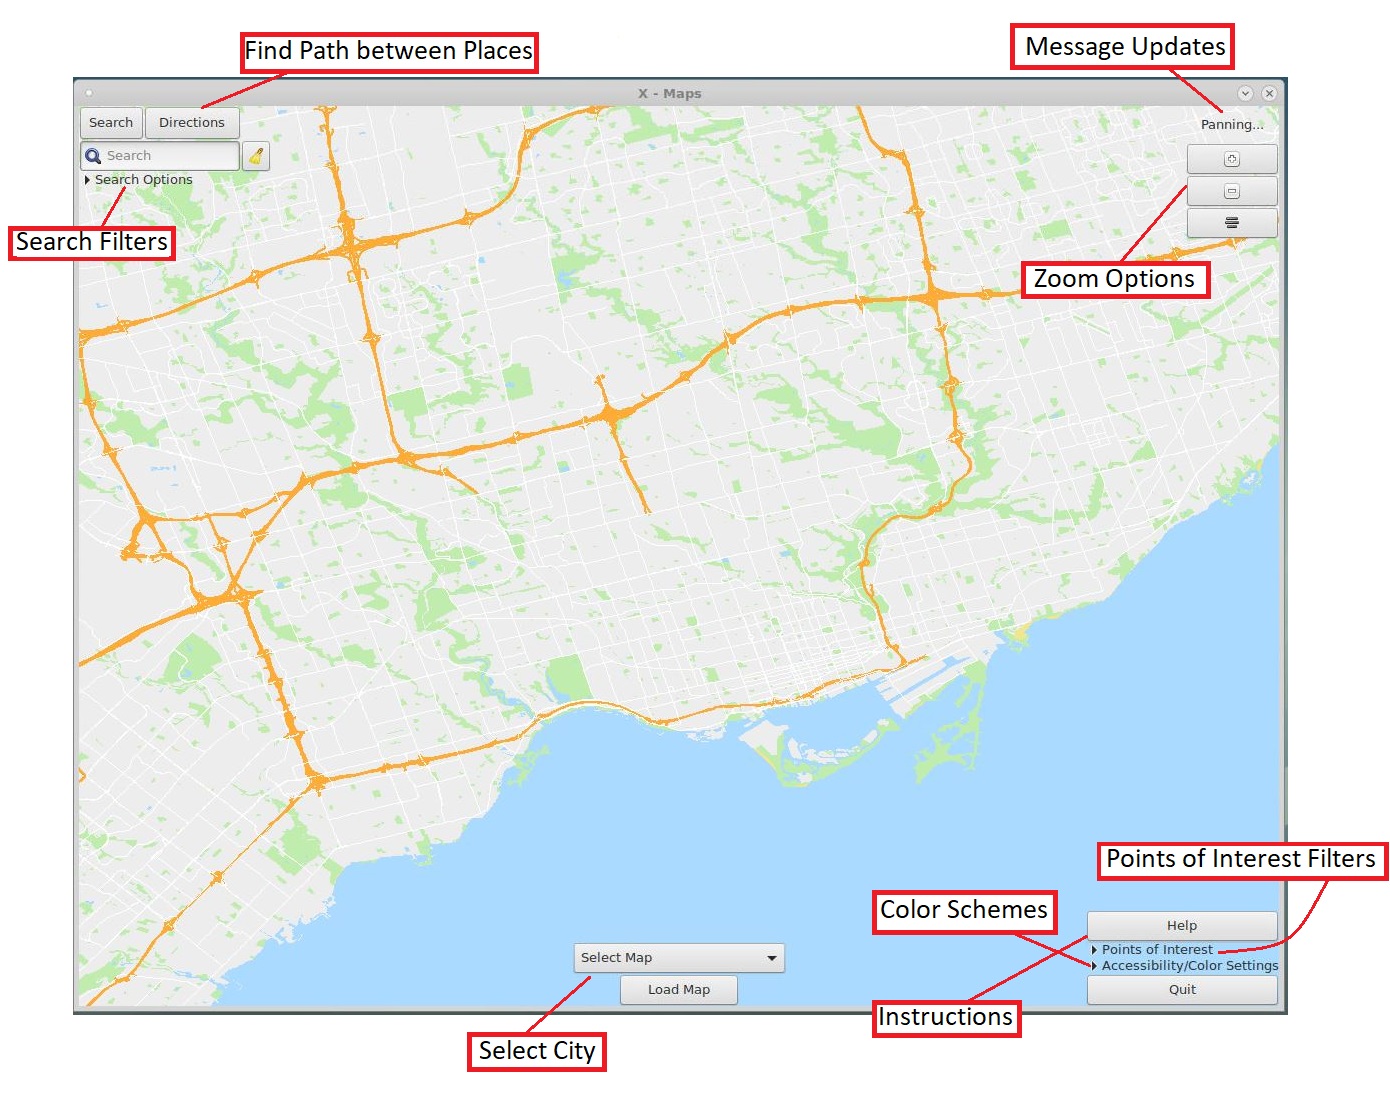 Find Path between Places
Message Updates
X - Maps
Search
Directions
Panning...
Search
Search Options
Search Filters
Zoom Options
Points of Interest Filters
Color Schemes
Help
Points of Interest
Select Map
Accessibility/Color Settings
Load Map
Quit
Instructions
Select City